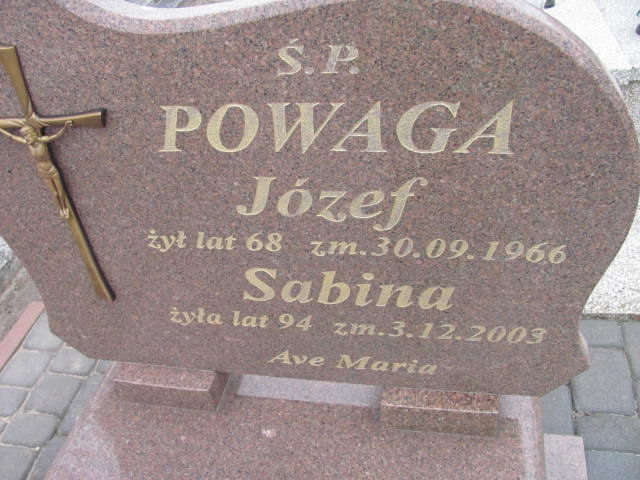 Ś.P.
POWAGA
Józef
żył lat 68 zm.30.09.1966
Sabina
żyła lat 94 zm.3.12.2003
Ave Maria